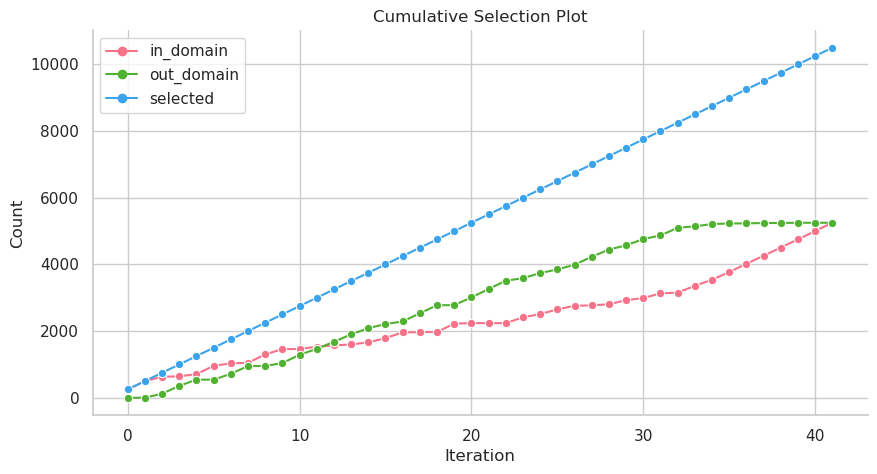 Cumulative Selection Plot
in_domain
out_domain
selected
10000
8000
6000
4000
2000
0
Count
0 10 20 30 40
Iteration